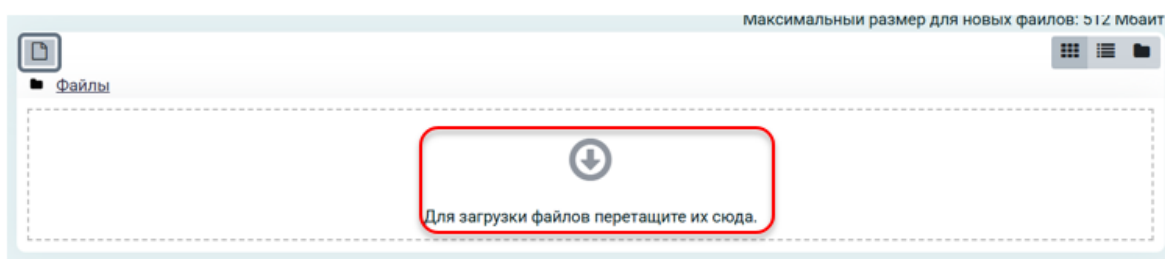 Максимальный размер для новых файлов: 512 Мбайт
Файлы
Для загрузки файлов перетащите их сюда.